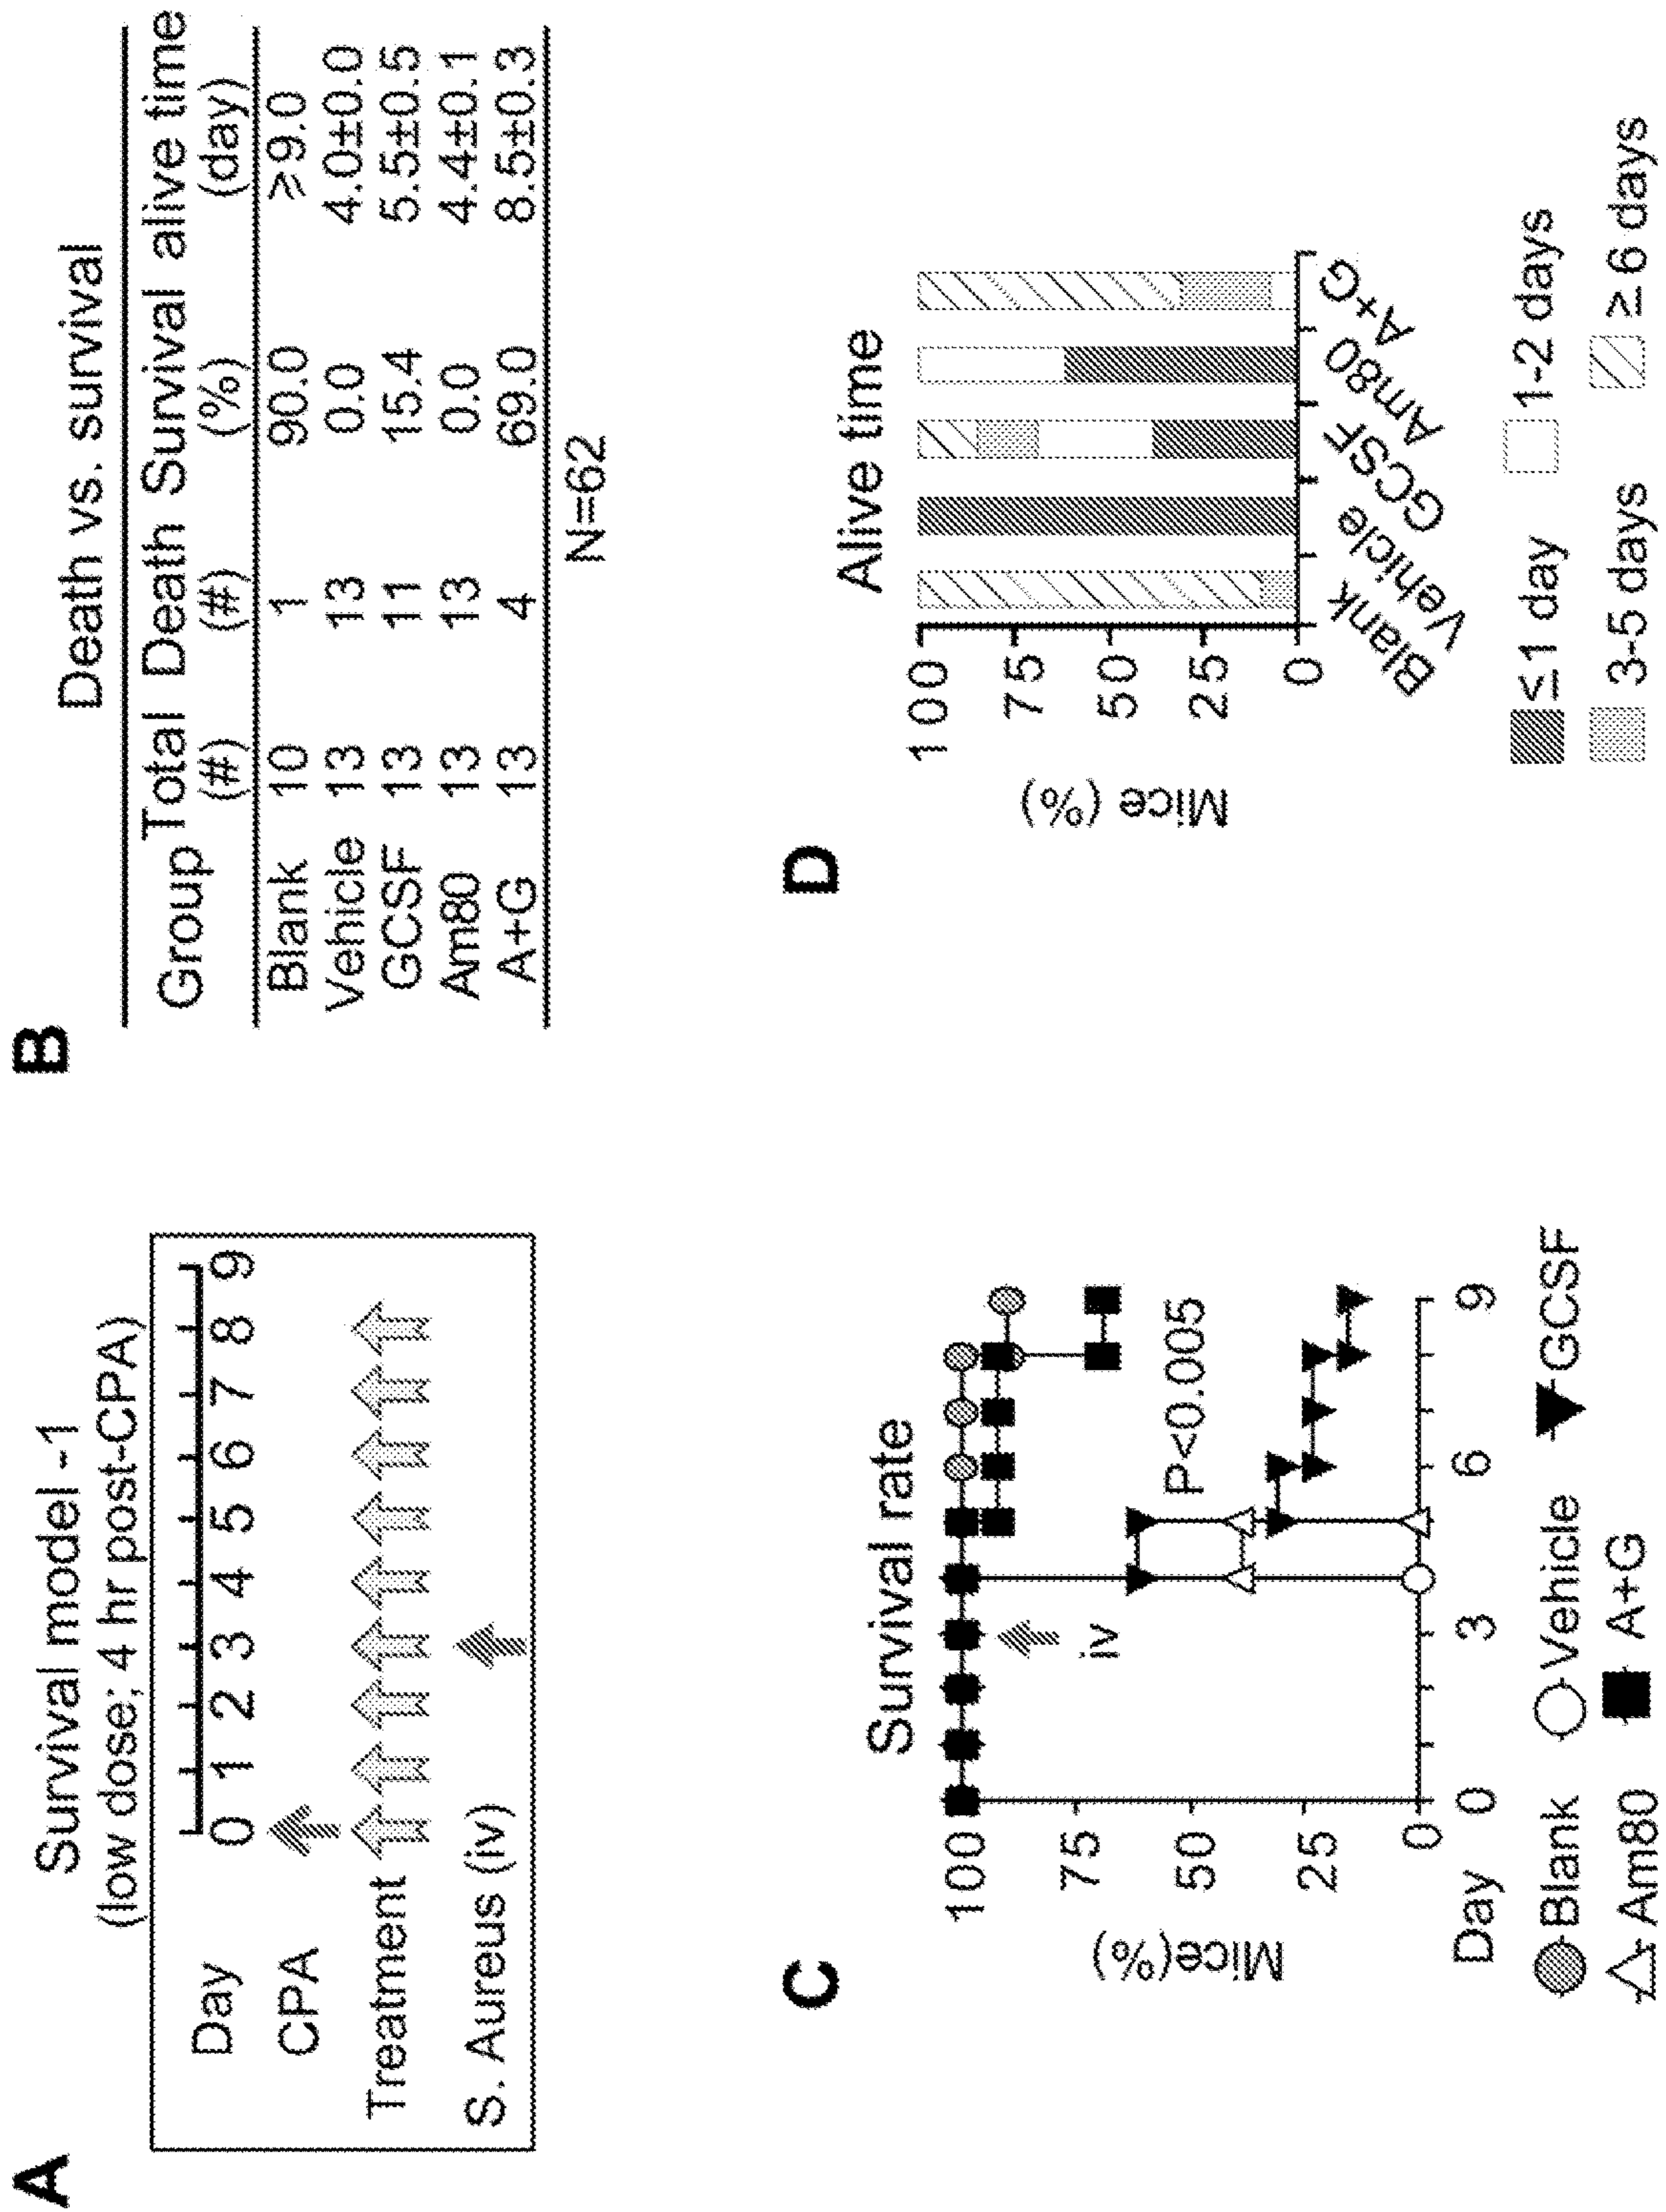 A
Survival model -1
(low dose; 4 hr post-CPA)
Day 0 1 2 3 4 5 6 7 8 9
CPA
Treatment
S. Aureus (iv)
B
Death vs. survival
Group Total Death Survival alive time
(#) (#) (%) (day)
Blank 10 1 90.0 ≥9.0
Vehicle 13 13 0.0 4.0±0.0
GCSF 13 11 15.4 5.5±0.5
Am80 13 13 0.0 4.4±0.1
A+G 13 4 69.0 8.5±0.3
N=62
C
Survival rate
Mice(%)
100
75
50
25
0
iv
P<0.005
Day 0 3 6 9
Blank Vehicle GCSF
Am80 A+G
D
Alive time
Mice (%)
100
75
50
25
0
Blank Vehicle GCSF Am80 A+G
≤1 day 1-2 days
3-5 days ≥ 6 days